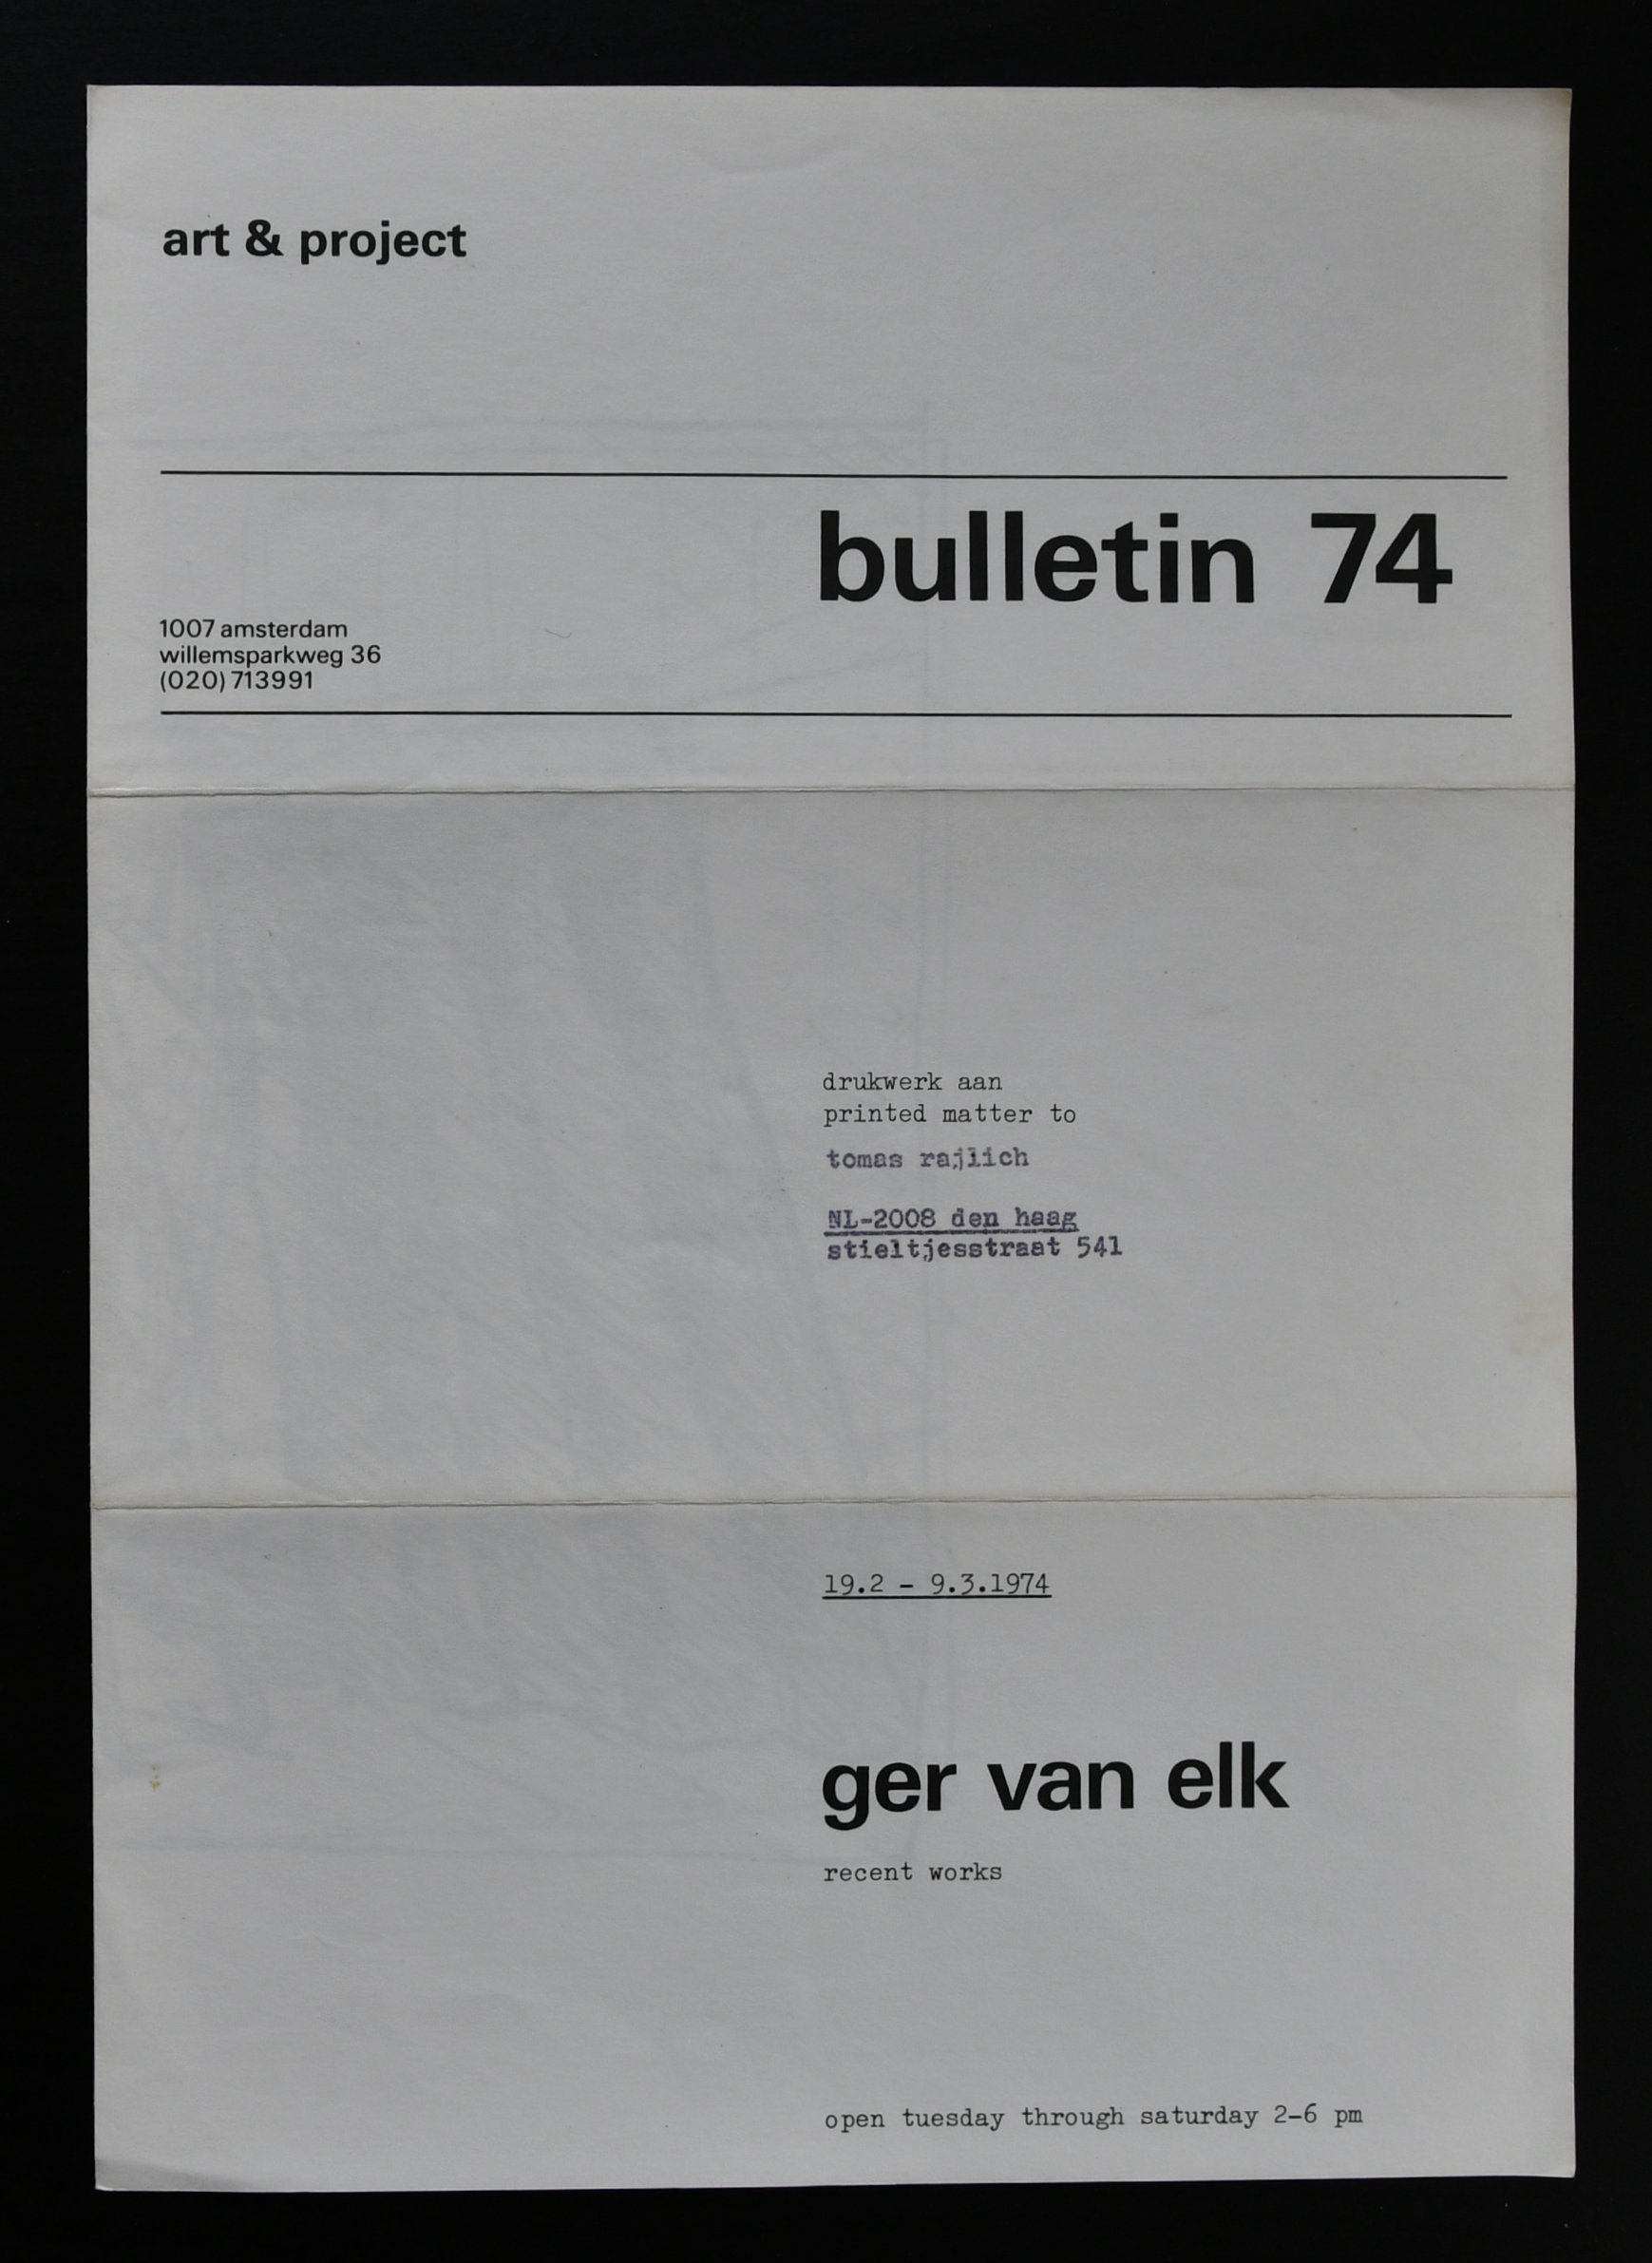 art & project
bulletin 74
1007 amsterdam
willemsparkweg 36
(020) 713991
drukwerk aan
printed matter to
tomas rajlich
NL-2008 den haag
stieltjesstraat 541
19.2 - 9.3.1974
ger van elk
recent works
open tuesday through saturday 2-6 pm